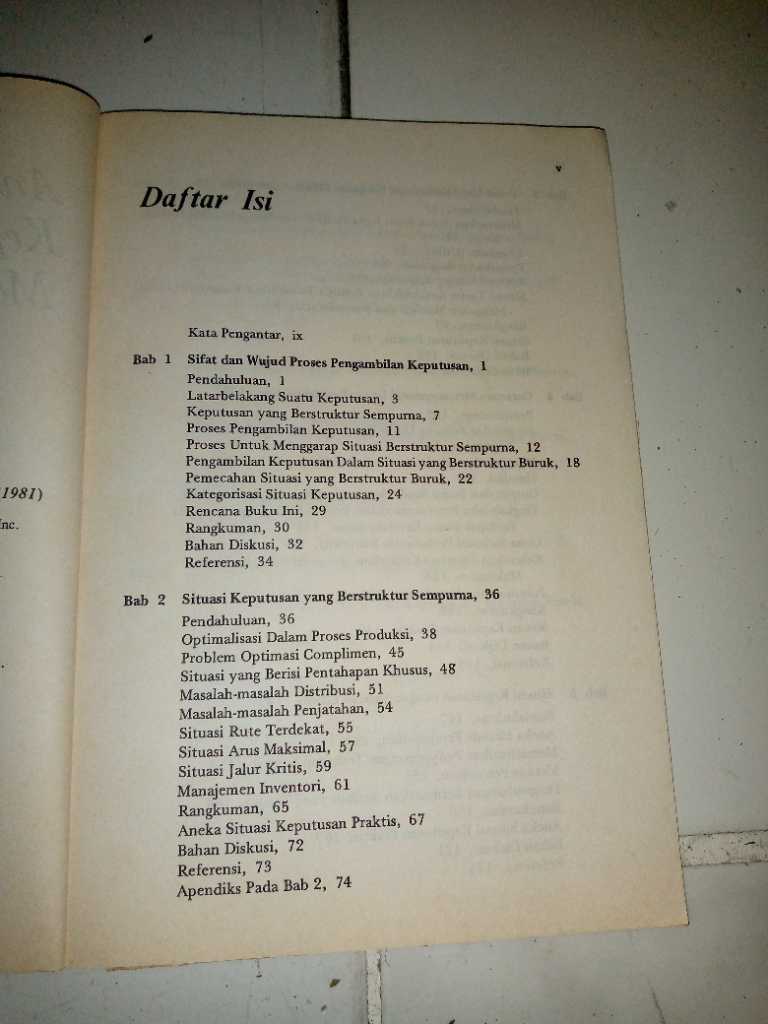 v
Daftar Isi
Kata Pengantar, ix
Bab 1 Sifat dan Wujud Proses Pengambilan Keputusan, 1
Pendahuluan, 1
Latarbelakang Suatu Keputusan, 3
Keputusan yang Berstruktur Sempurna, 7
Proses Pengambilan Keputusan, 11
Proses Untuk Menggarap Situasi Berstruktur Sempurna, 12
Pengambilan Keputusan Dalam Situasi yang Berstruktur Buruk, 18
Pemecahan Situasi yang Berstruktur Buruk, 22
Kategorisasi Situasi Keputusan, 24
Rencana Buku Ini, 29
Rangkuman, 30
Bahan Diskusi, 32
Referensi, 34
Bab 2 Situasi Keputusan yang Berstruktur Sempurna, 36
Pendahuluan, 36
Optimalisasi Dalam Proses Produksi, 38
Problem Optimasi Complimen, 45
Situasi yang Berisi Pentahapan Khusus, 48
Masalah-masalah Distribusi, 51
Masalah-masalah Penjatahan, 54
Situasi Rute Terdekat, 55
Situasi Arus Maksimal, 57
Situasi Jalur Kritis, 59
Manajemen Inventori, 61
Rangkuman, 65
Aneka Situasi Keputusan Praktis, 67
Bahan Diskusi, 72
Referensi, 73
Apendiks Pada Bab 2, 74
1981)
Inc.